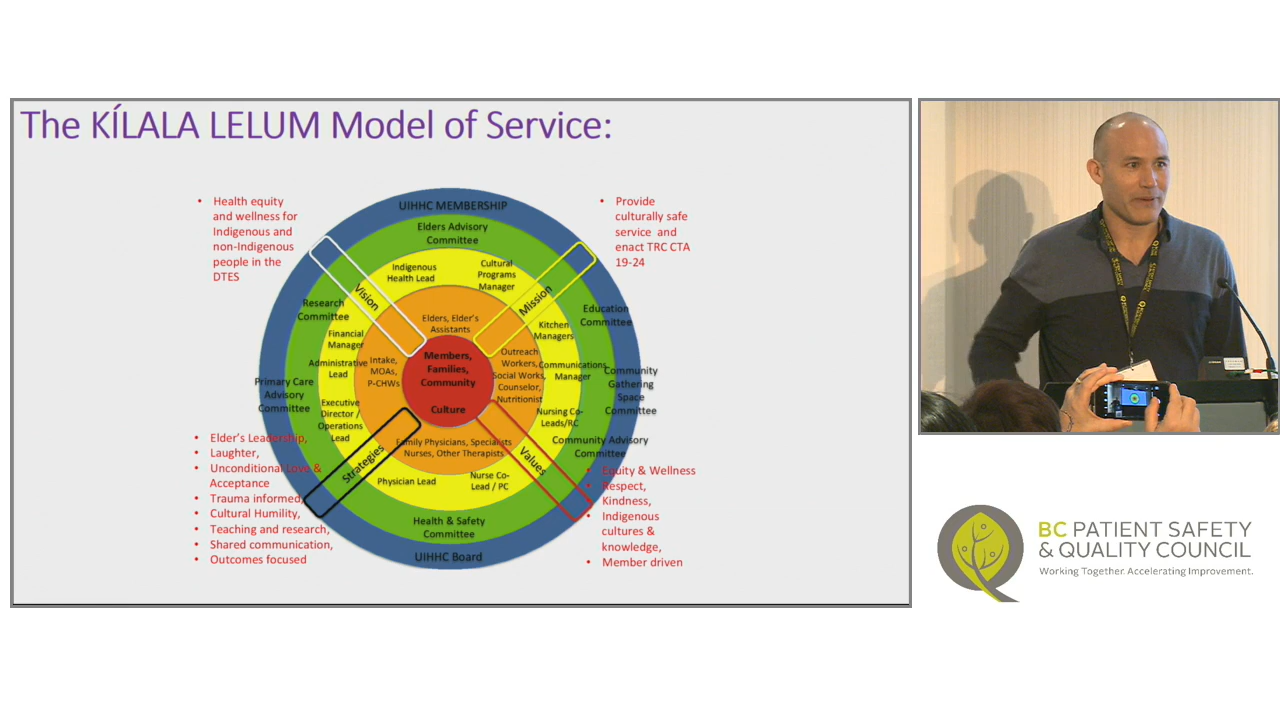 The KÍLALA LELUM Model of Service:
• Health equity
and wellness for
Indigenous and
non-Indigenous
people in the
DTES
• Provide
culturally safe
service and
enact TRC CTA
19-24
UIHHC MEMBERSHIP
Elders Advisory
Committee
Indigenous
Health Lead
Cultural
Programs
Manager
Vision
Mission
Research
Committee
Education
Committee
Elders, Elder's
Assistants
Financial
Manager
Kitchen
Managers
Members,
Families,
Community
Culture
Administrative
Lead
Intake,
MOAs,
P-CHWs
Outreach
Workers,
Social Works,
Counselor,
Nutritionist
Communications
Manager
Community
Gathering
Space
Committee
Primary Care
Advisory
Committee
Executive
Director /
Operations
Lead
Nursing Co-
Leads/RC
Family Physicians, Specialists
Nurses, Other Therapists
Community Advisory
Committee
Strategies
Values
Physician Lead
Nurse Co-
Lead / PC
Health & Safety
Committee
UIHHC Board
• Elder's Leadership,
• Laughter,
• Unconditional Love &
Acceptance
• Trauma informed,
• Cultural Humility,
• Teaching and research,
• Shared communication,
• Outcomes focused
• Equity & Wellness
• Respect,
• Kindness,
• Indigenous
cultures &
knowledge,
• Member driven
BC PATIENT SAFETY
& QUALITY COUNCIL
Working Together. Accelerating Improvement.